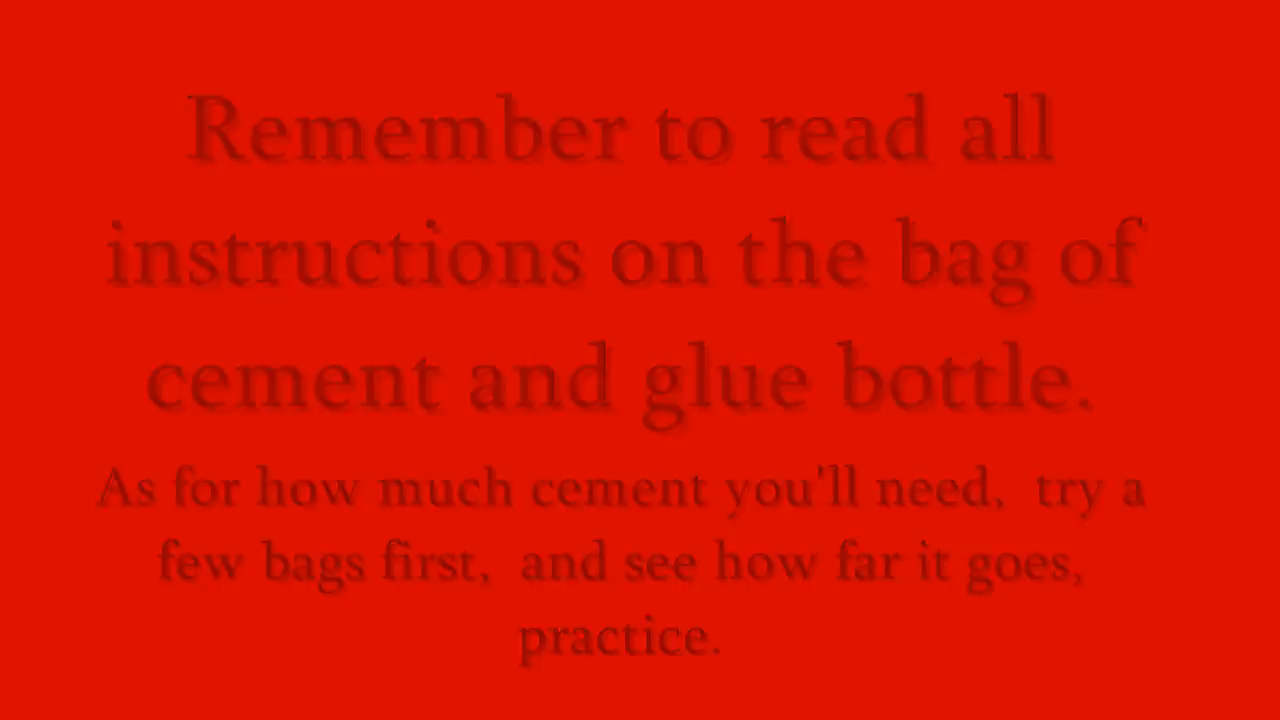 Remember to read all
instructions on the bag of
cement and glue bottle.
As for how much cement you'll need,  try a
few bags first,  and see how far it goes,
practice.